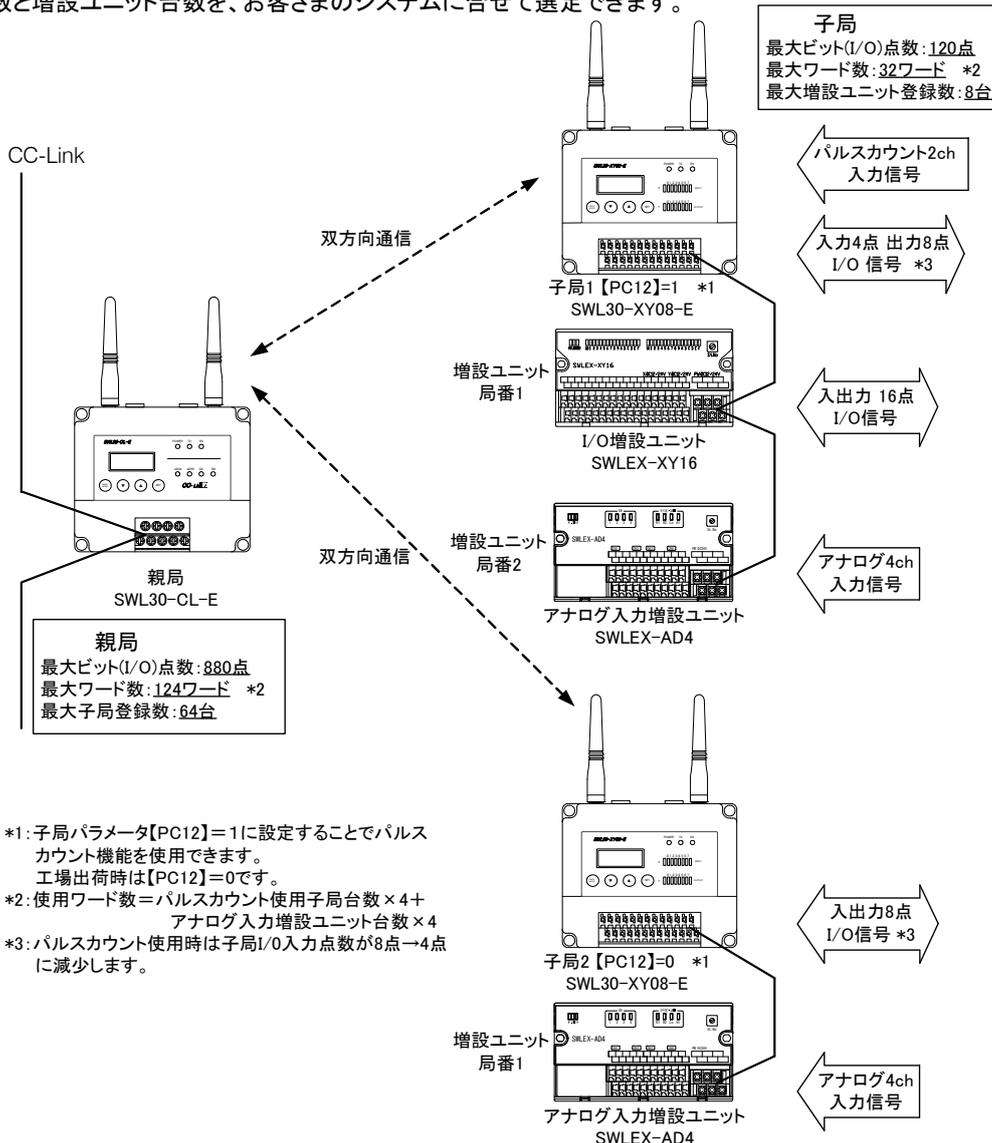 数と増設ユニット台数を、お客さまのシステムに合せて選定できます。
子局
最大ビット(I/O)点数:120点
最大ワード数:32ワード *2
最大増設ユニット登録数:8台
CC-Link
パルスカウント2ch
入力信号
双方向通信
入力4点 出力8点
I/O 信号 *3
子局1【PC12】=1 *1
SWL30-XY08-E
増設ユニット
局番1
SWLEX-XY16
入出力 16点
I/O信号
I/O増設ユニット
SWLEX-XY16
SWL30-CL-E
CC-Link
双方向通信
増設ユニット
局番2
SWLEX-AD4
アナログ4ch
入力信号
アナログ入力増設ユニット
SWLEX-AD4
親局
SWL30-CL-E
親局
最大ビット(I/O)点数:880点
最大ワード数:124ワード *2
最大子局登録数:64台
*1:子局パラメータ【PC12】=1に設定することでパルス
カウント機能を使用できます。
工場出荷時は【PC12】=0です。
*2:使用ワード数=パルスカウント使用子局台数×4+
アナログ入力増設ユニット台数×4
*3:パルスカウント使用時は子局I/O入力点数が8点→4点
に減少します。
入出力8点
I/O信号 *3
子局2【PC12】=0 *1
SWL30-XY08-E
増設ユニット
局番1
SWLEX-AD4
アナログ4ch
入力信号
アナログ入力増設ユニット
SWLEX-AD4